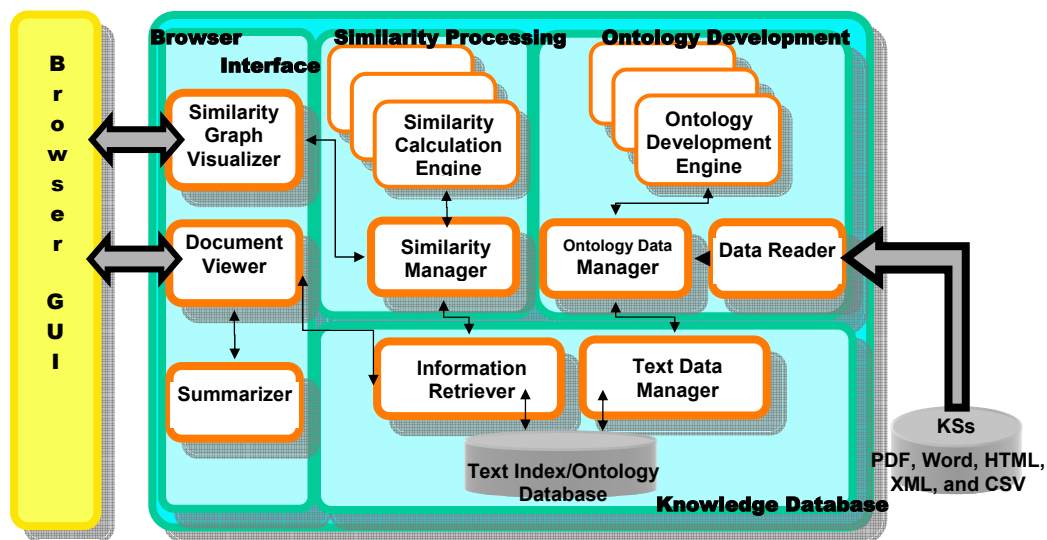 Browser GUI
Browser
Interface
Similarity Processing
Ontology Development
Similarity
Graph
Visualizer
Similarity
Calculation
Engine
Ontology
Development
Engine
Document
Viewer
Similarity
Manager
Ontology Data
Manager
Data Reader
Summarizer
Information
Retriever
Text Data
Manager
Text Index/Ontology
Database
Knowledge Database
KSs
PDF, Word, HTML,
XML, and CSV